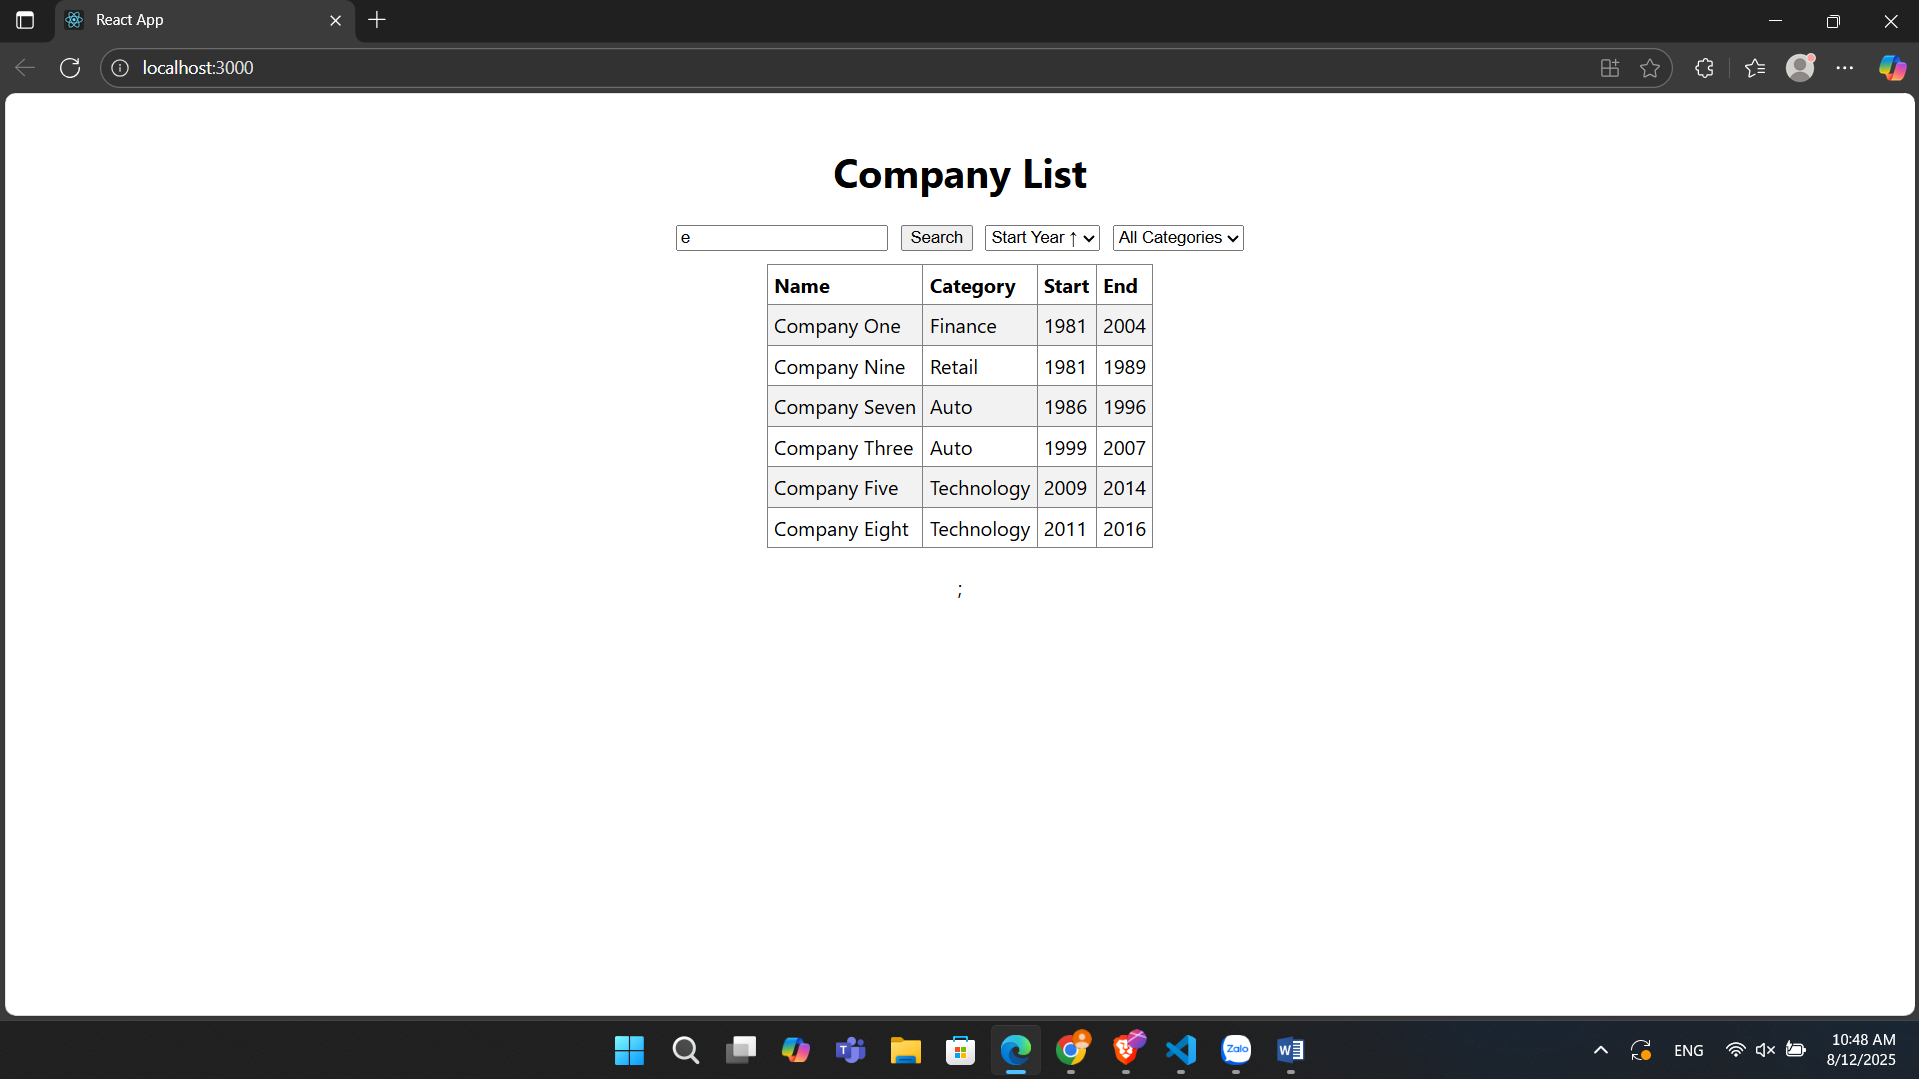 React App
localhost:3000
Company List
e Search Start Year ↑ All Categories
Name Category Start End
Company One Finance 1981 2004
Company Nine Retail 1981 1989
Company Seven Auto 1986 1996
Company Three Auto 1999 2007
Company Five Technology 2009 2014
Company Eight Technology 2011 2016
;
Zalo
ENG
10:48 AM
8/12/2025